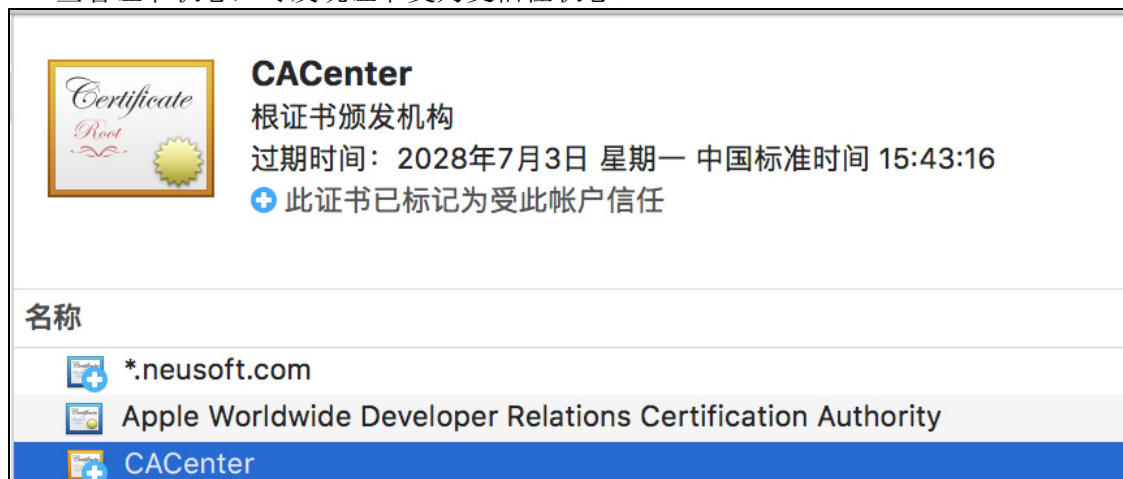 Certificate
Root
CACenter
根证书颁发机构
过期时间：2028年7月3日 星期一 中国标准时间 15:43:16
此证书已标记为受此帐户信任
名称
*.neusoft.com
Apple Worldwide Developer Relations Certification Authority
CACenter